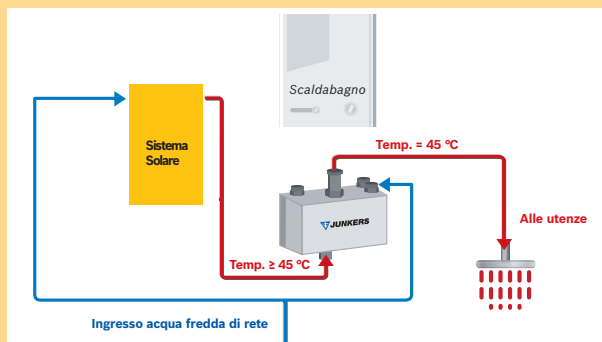 Scaldabagno
Temp. = 45 °C
Sistema
Solare
JUNKERS
Alle utenze
Temp. ≥ 45 °C
Ingresso acqua fredda di rete